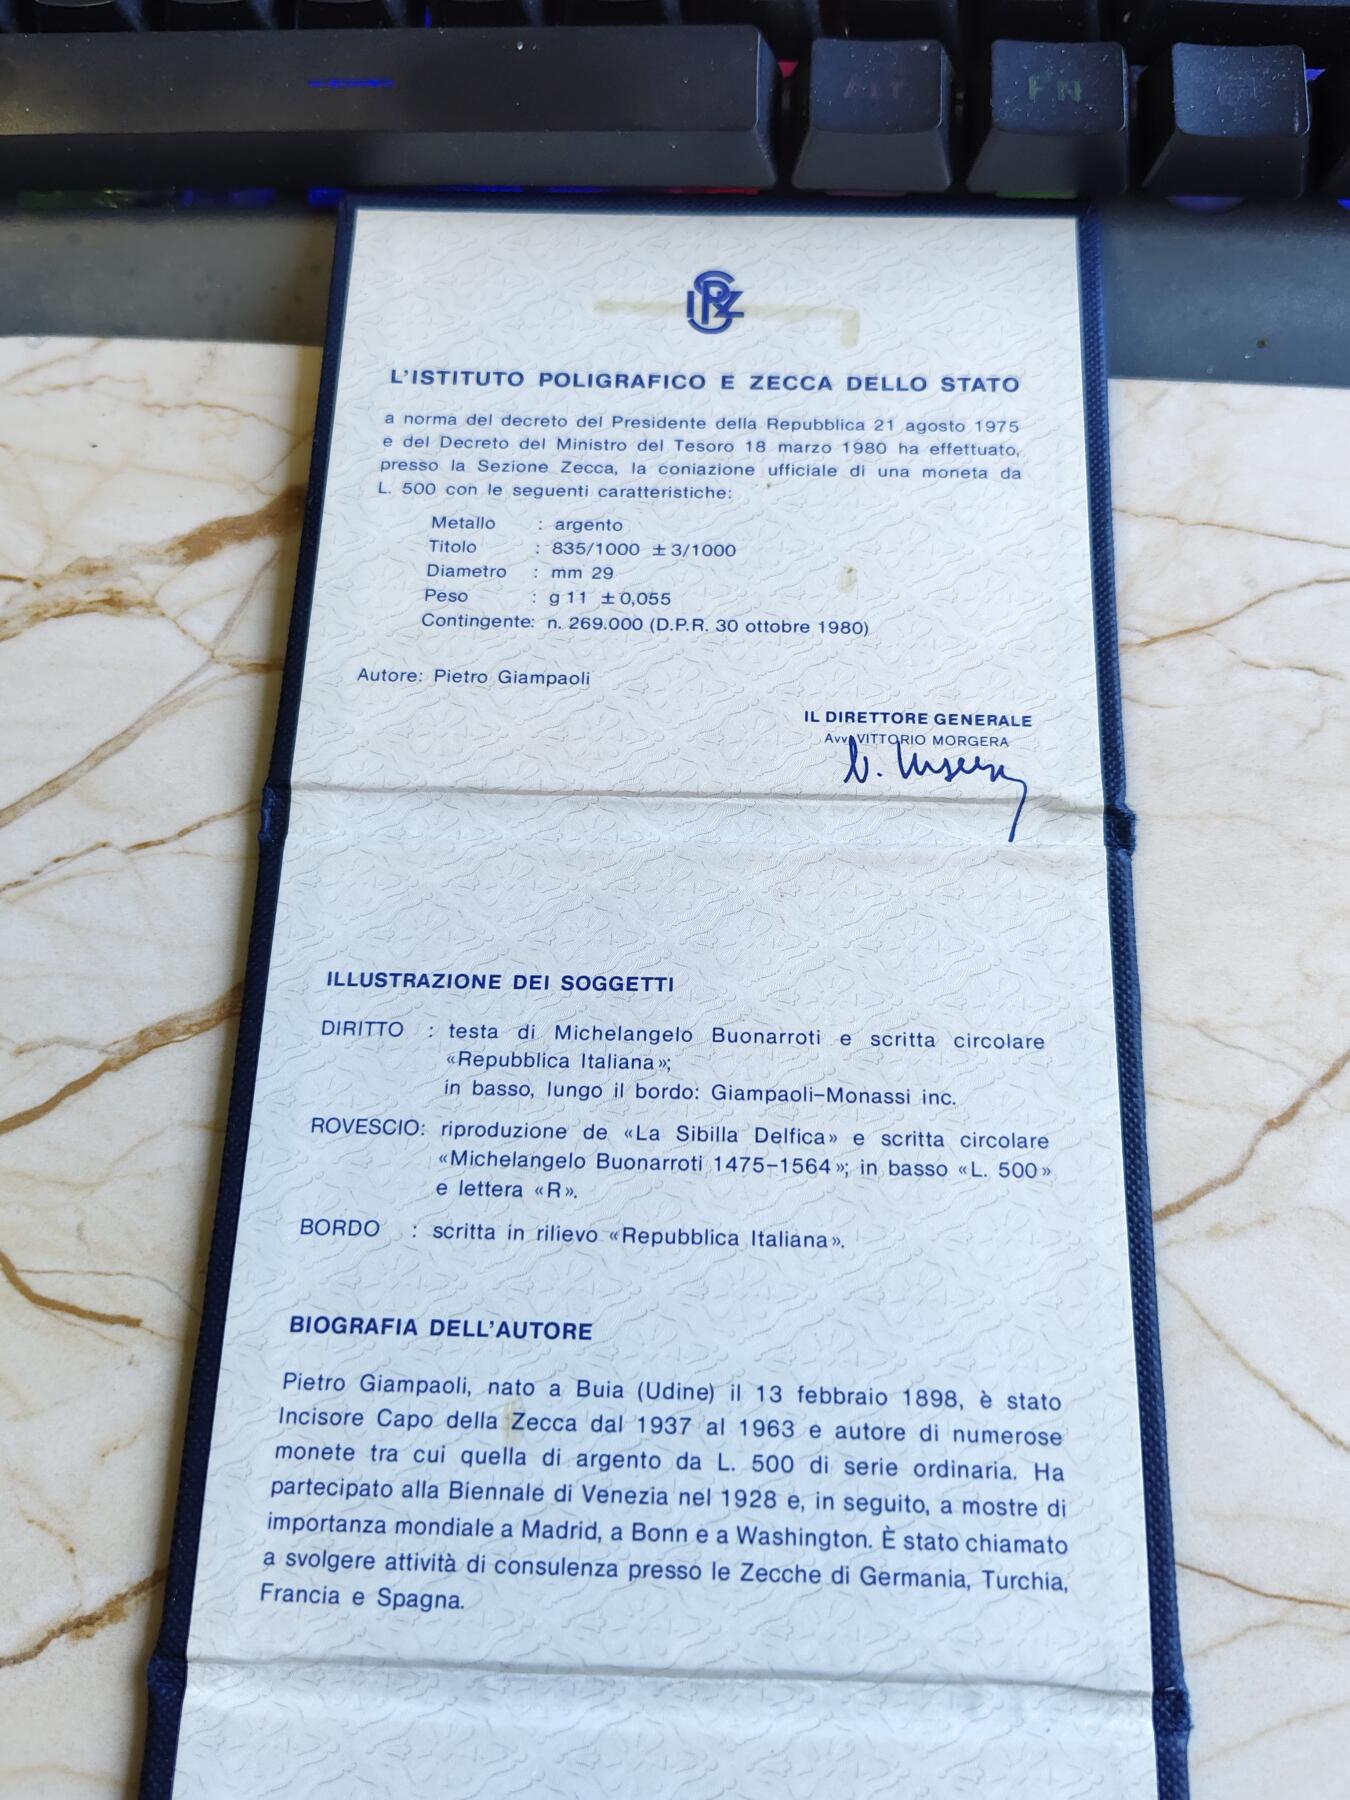 ALT
FN
IPZS
L'ISTITUTO POLIGRAFICO E ZECCA DELLO STATO
a norma del decreto del Presidente della Repubblica 21 agosto 1975
e del Decreto del Ministro del Tesoro 18 marzo 1980 ha effettuato,
presso la Sezione Zecca, la coniazione ufficiale di una moneta da
L. 500 con le seguenti caratteristiche:
Metallo : argento
Titolo : 835/1000 ±3/1000
Diametro : mm 29
Peso : g 11 ±0,055
Contingente: n. 269.000 (D.P.R. 30 ottobre 1980)
Autore: Pietro Giampaoli
IL DIRETTORE GENERALE
Avv. VITTORIO MORGERA
ILLUSTRAZIONE DEI SOGGETTI
DIRITTO : testa di Michelangelo Buonarroti e scritta circolare
«Repubblica Italiana»;
in basso, lungo il bordo: Giampaoli–Monassi inc.
ROVESCIO: riproduzione de «La Sibilla Delfica» e scritta circolare
«Michelangelo Buonarroti 1475–1564»; in basso «L. 500»
e lettera «R».
BORDO : scritta in rilievo «Repubblica Italiana».
BIOGRAFIA DELL'AUTORE
Pietro Giampaoli, nato a Buia (Udine) il 13 febbraio 1898, è stato
Incisore Capo della Zecca dal 1937 al 1963 e autore di numerose
monete tra cui quella di argento da L. 500 di serie ordinaria. Ha
partecipato alla Biennale di Venezia nel 1928 e, in seguito, a mostre di
importanza mondiale a Madrid, a Bonn e a Washington. È stato chiamato
a svolgere attività di consulenza presso le Zecche di Germania, Turchia,
Francia e Spagna.